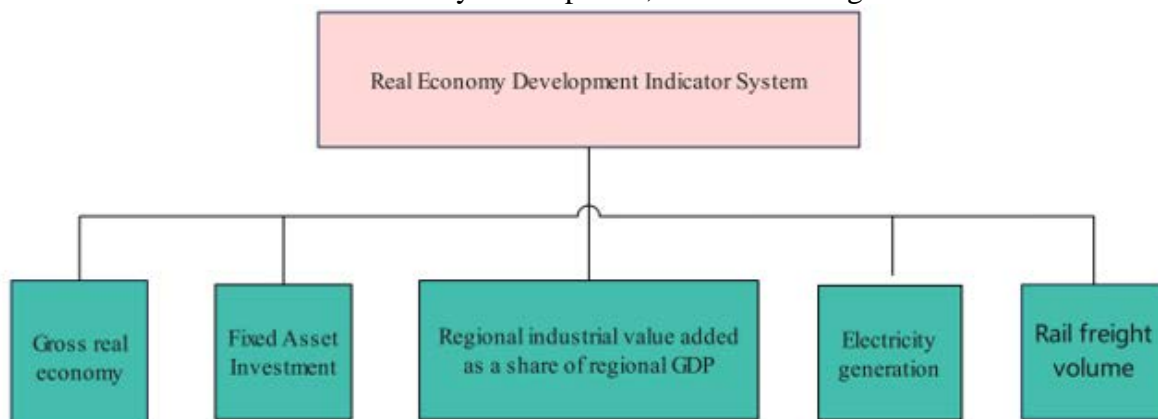 Real Economy Development Indicator System
Gross real
economy
Fixed Asset
Investment
Regional industrial value added
as a share of regional GDP
Electricity
generation
Rail freight
volume